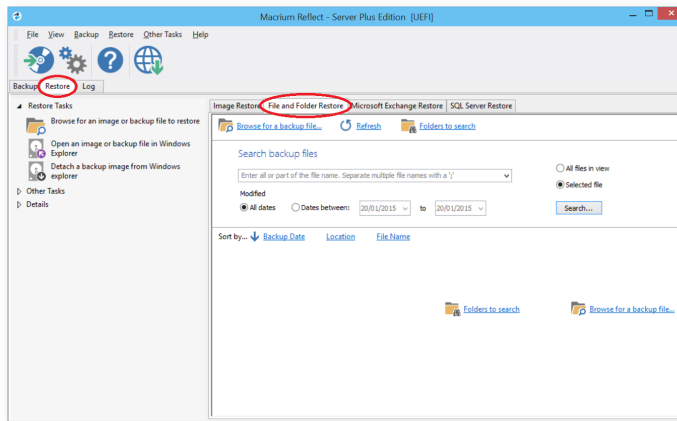 Macrium Reflect - Server Plus Edition [UEFI]
File View Backup Restore Other Tasks Help
Backup Restore Log
Restore Tasks
Browse for an image or backup file to restore
Open an image or backup file in Windows
Explorer
Detach a backup image from Windows
explorer
Other Tasks
Details
Image Restore File and Folder Restore Microsoft Exchange Restore SQL Server Restore
Browse for a backup file... Refresh Folders to search
Search backup files
Enter all or part of the file name. Separate multiple file names with a ';'
All files in view
Selected file
Modified
All dates Dates between: 20/01/2015 to 20/01/2015
Search...
Sort by... Backup Date Location File Name
Folders to search Browse for a backup file...